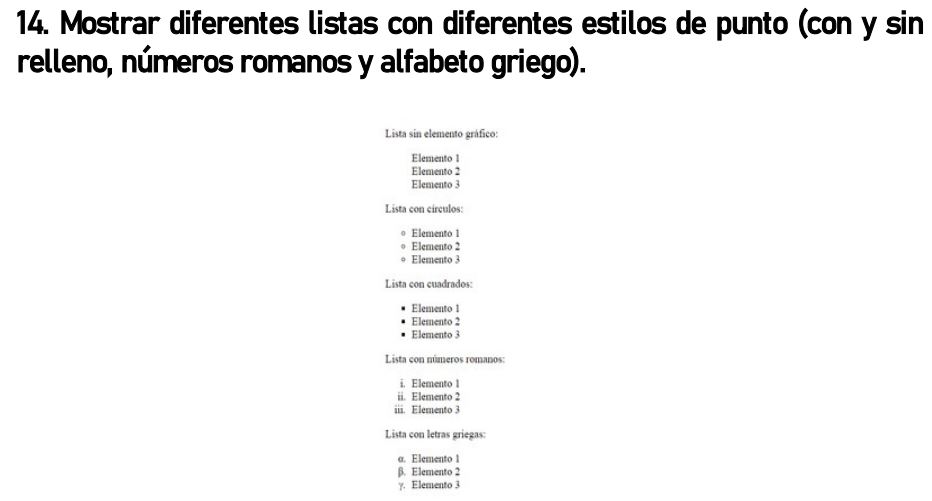 14. Mostrar diferentes listas con diferentes estilos de punto (con y sin
relleno, números romanos y alfabeto griego).
Lista sin elemento gráfico:
Elemento 1
Elemento 2
Elemento 3
Lista con círculos:
◦ Elemento 1
◦ Elemento 2
◦ Elemento 3
Lista con cuadrados:
▪ Elemento 1
▪ Elemento 2
▪ Elemento 3
Lista con números romanos:
i. Elemento 1
ii. Elemento 2
iii. Elemento 3
Lista con letras griegas:
α. Elemento 1
β. Elemento 2
γ. Elemento 3